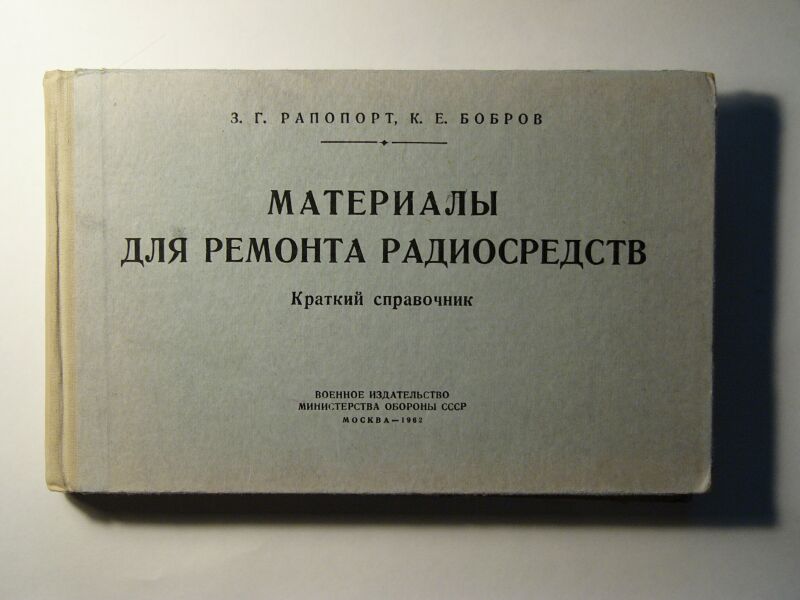 З. Г. РАПОПОРТ, К. Е. БОБРОВ
МАТЕРИАЛЫ
ДЛЯ РЕМОНТА РАДИОСРЕДСТВ
Краткий справочник
ВОЕННОЕ ИЗДАТЕЛЬСТВО
МИНИСТЕРСТВА ОБОРОНЫ СССР
МОСКВА—1962